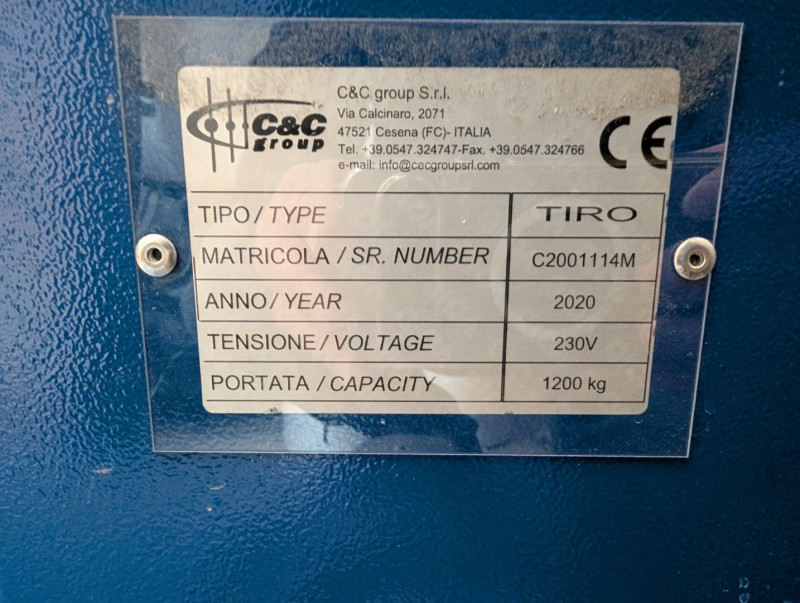 C&C group
C&C group S.r.l.
Via Calcinaro, 2071
47521 Cesena (FC)- ITALIA
Tel. +39.0547.324747-Fax. +39.0547.324766
e-mail: info@cecgroupsrl.com
CE
TIPO / TYPE TIRO
MATRICOLA / SR. NUMBER C2001114M
ANNO / YEAR 2020
TENSIONE / VOLTAGE 230V
PORTATA / CAPACITY 1200 kg